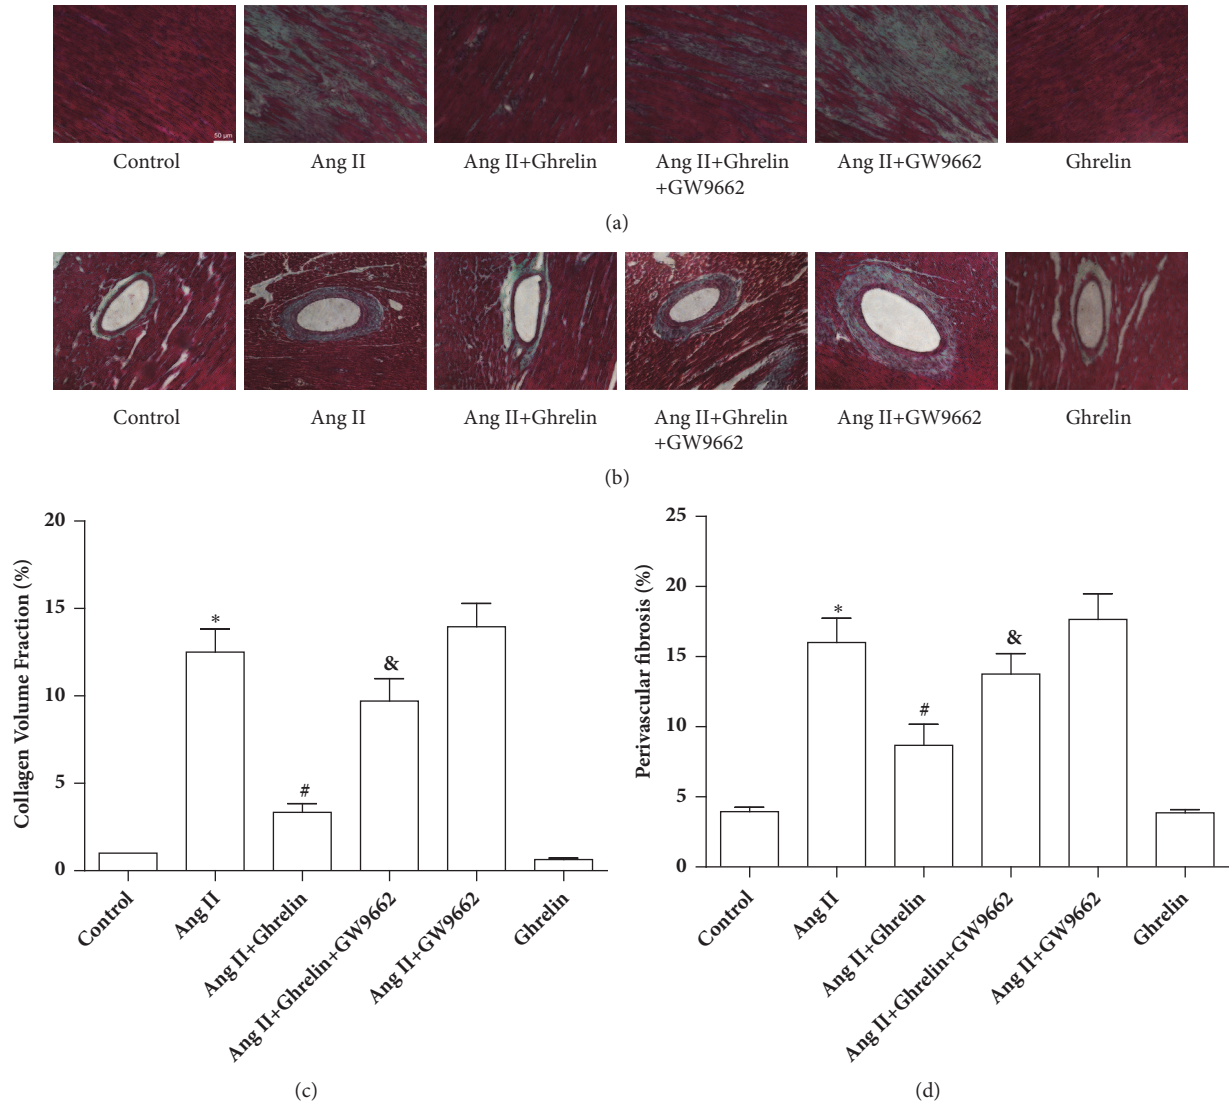 50 μm
Control
Ang II
Ang II+Ghrelin
Ang II+Ghrelin
+GW9662
Ang II+GW9662
Ghrelin
(a)
Control
Ang II
Ang II+Ghrelin
Ang II+Ghrelin
+GW9662
Ang II+GW9662
Ghrelin
(b)
Collagen Volume Fraction (%)
20
15
10
5
0
*
#
&
Control
Ang II
Ang II+Ghrelin
Ang II+Ghrelin+GW9662
Ang II+GW9662
Ghrelin
(c)
Perivascular fibrosis (%)
25
20
15
10
5
0
*
#
&
Control
Ang II
Ang II+Ghrelin
Ang II+Ghrelin+GW9662
Ang II+GW9662
Ghrelin
(d)